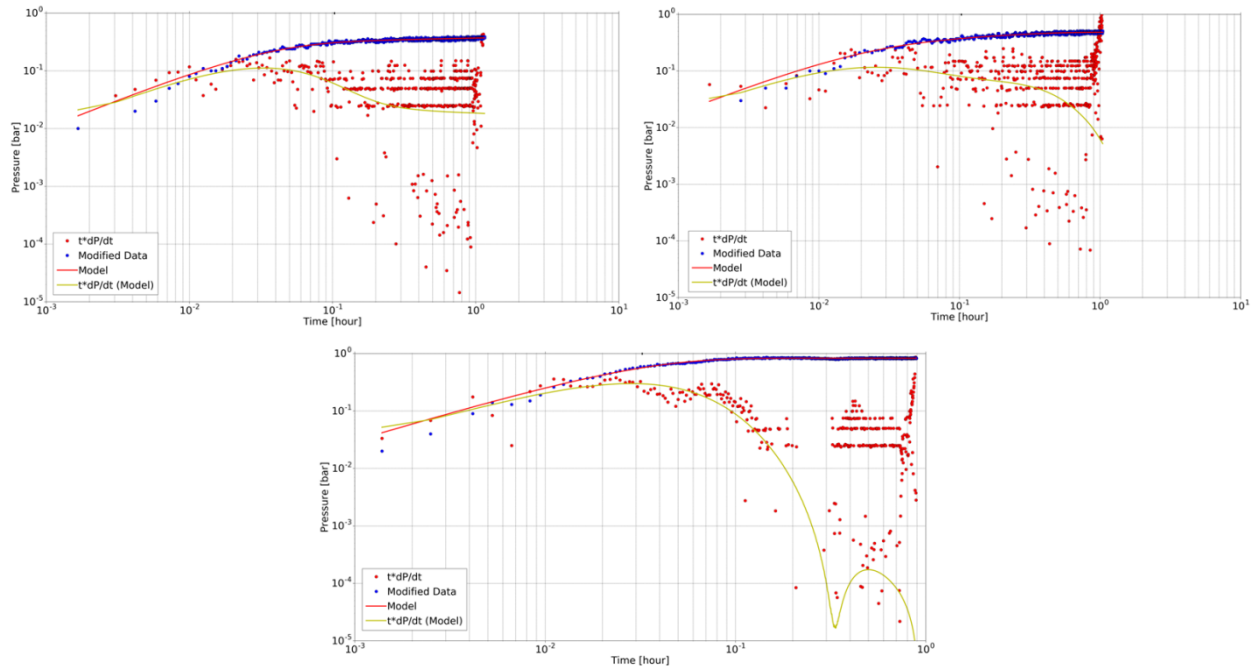 10⁰
10⁻¹
10⁻²
10⁻³
10⁻⁴
10⁻⁵
Pressure [bar]
t*dP/dt
Modified Data
Model
t*dP/dt (Model)
10⁻³ 10⁻² 10⁻¹ 10⁰ 10¹
Time [hour]
10⁰
10⁻¹
10⁻²
10⁻³
10⁻⁴
10⁻⁵
Pressure [bar]
t*dP/dt
Modified Data
Model
t*dP/dt (Model)
10⁻³ 10⁻² 10⁻¹ 10⁰ 10¹
Time [hour]
10⁰
10⁻¹
10⁻²
10⁻³
10⁻⁴
10⁻⁵
Pressure [bar]
t*dP/dt
Modified Data
Model
t*dP/dt (Model)
10⁻³ 10⁻² 10⁻¹ 10⁰
Time [hour]